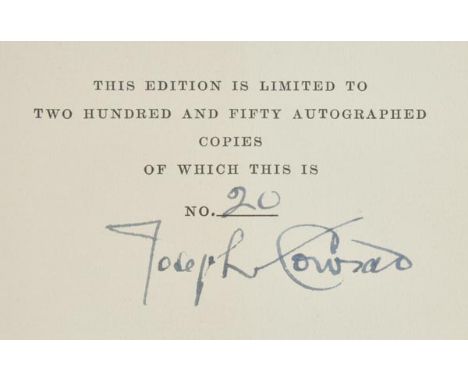 THIS EDITION IS LIMITED TO
TWO HUNDRED AND FIFTY AUTOGRAPHED
COPIES
OF WHICH THIS IS
NO. 20
Joseph Conrad